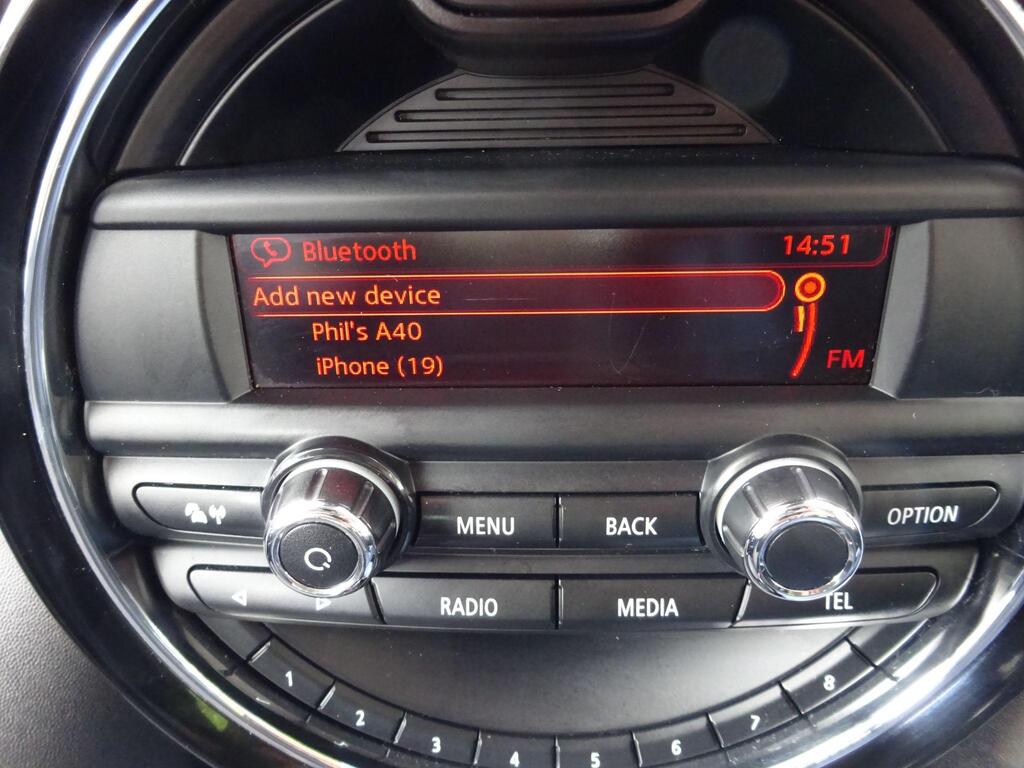 Bluetooth 14:51
Add new device
Phil's A40
iPhone (19)
FM
MENU BACK OPTION
RADIO MEDIA TEL
1 2 3 4 5 6 7 8